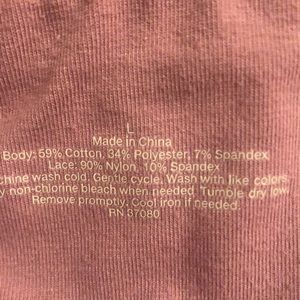 L
Made in China
Body: 59% Cotton, 34% Polyester, 7% Spandex
Lace: 90% Nylon, 10% Spandex
chine wash cold. Gentle cycle. Wash with like colors.
y non-chlorine bleach when needed. Tumble dry low.
Remove promptly. Cool iron if needed
RN 37080